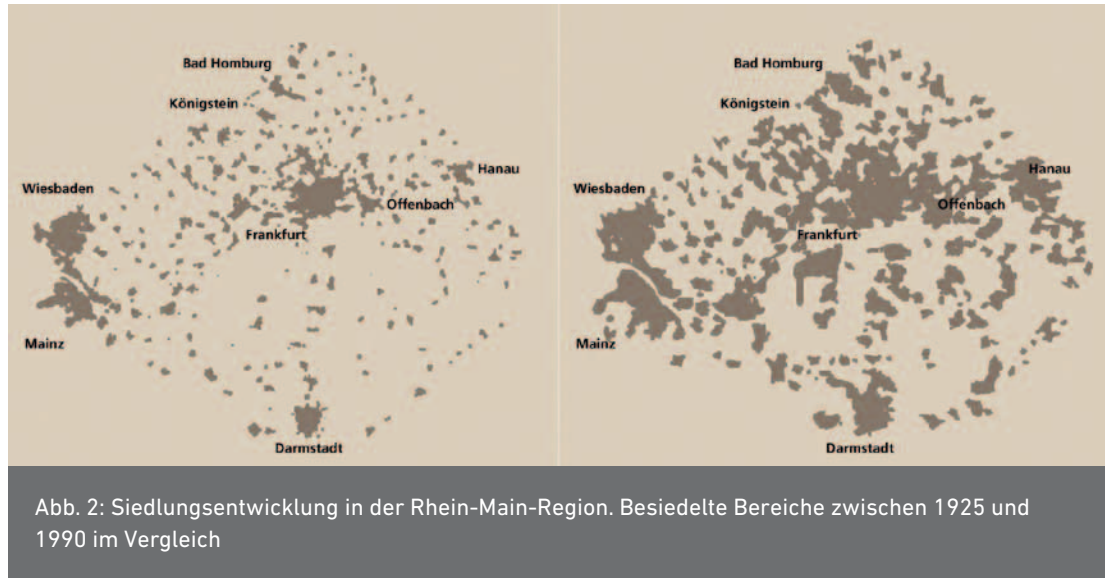 Bad Homburg
Königstein
Hanau
Wiesbaden
Offenbach
Frankfurt
Mainz
Darmstadt
Bad Homburg
Königstein
Hanau
Wiesbaden
Offenbach
Frankfurt
Mainz
Darmstadt
Abb. 2: Siedlungsentwicklung in der Rhein-Main-Region. Besiedelte Bereiche zwischen 1925 und
1990 im Vergleich